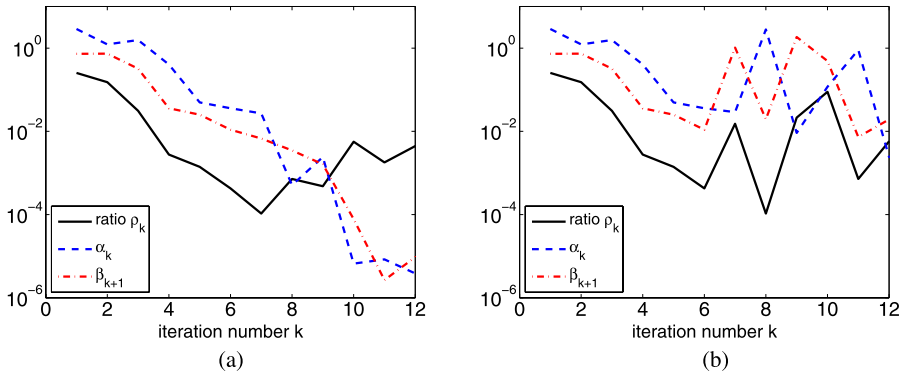 10^0
10^-2
10^-4
10^-6
ratio ρ_k
α_k
β_{k+1}
0 2 4 6 8 10 12
iteration number k
(a)
10^0
10^-2
10^-4
10^-6
ratio ρ_k
α_k
β_{k+1}
0 2 4 6 8 10 12
iteration number k
(b)